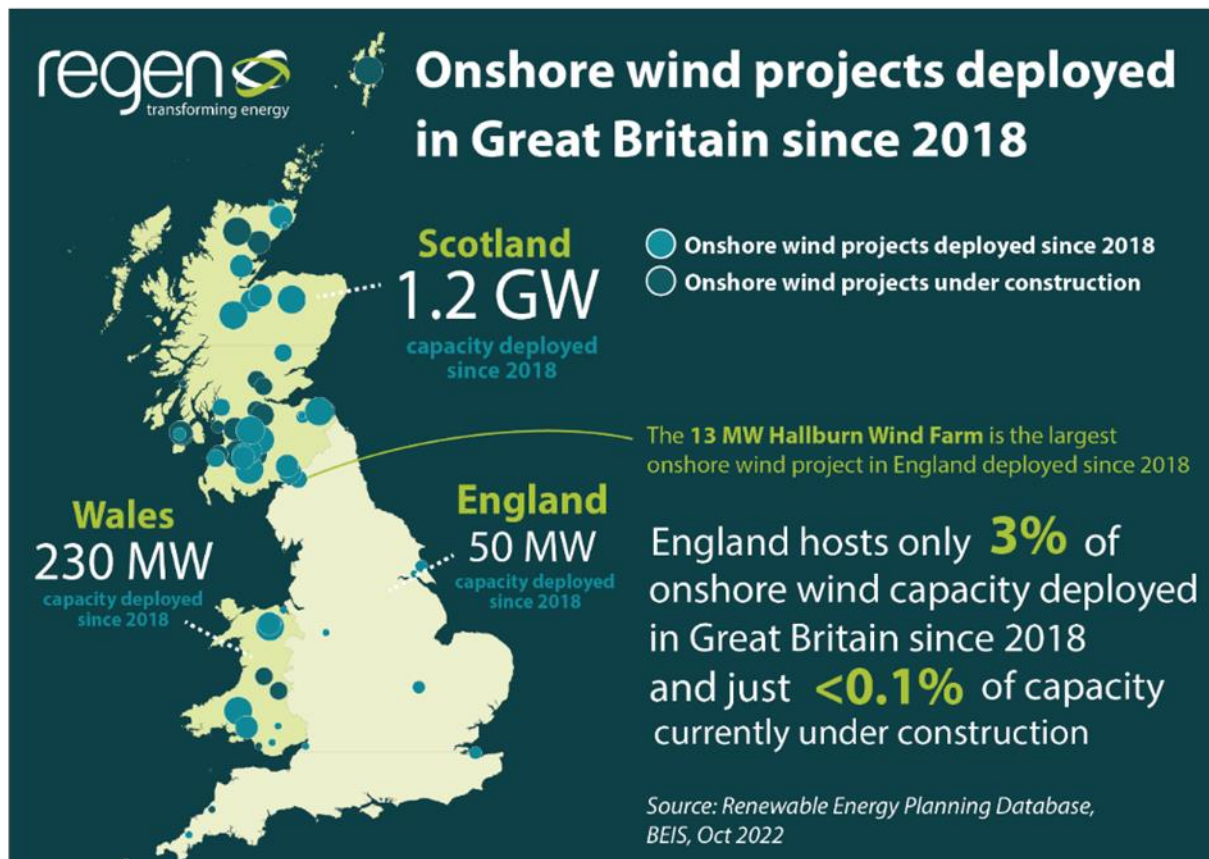 regen
transforming energy
Onshore wind projects deployed
in Great Britain since 2018
Onshore wind projects deployed since 2018
Onshore wind projects under construction
Scotland
1.2 GW
capacity deployed
since 2018
The 13 MW Hallburn Wind Farm is the largest
onshore wind project in England deployed since 2018
Wales
230 MW
capacity deployed
since 2018
England
50 MW
capacity deployed
since 2018
England hosts only 3% of
onshore wind capacity deployed
in Great Britain since 2018
and just <0.1% of capacity
currently under construction
Source: Renewable Energy Planning Database,
BEIS, Oct 2022